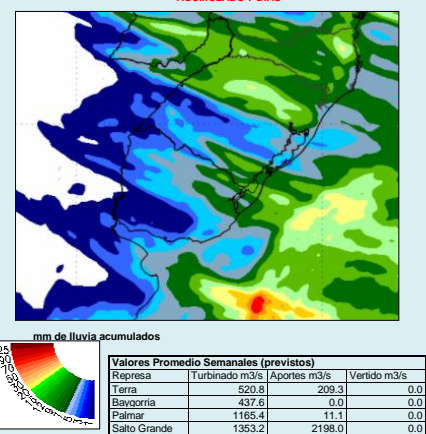 mm de lluvia acumulados
Valores Promedio Semanales (previstos)
Represa Turbinado m3/s Aportes m3/s Vertido m3/s
Terra 520.8 209.3 0.0
Baygorria 437.6 0.0 0.0
Palmar 1165.4 11.1 0.0
Salto Grande 1353.2 2198.0 0.0